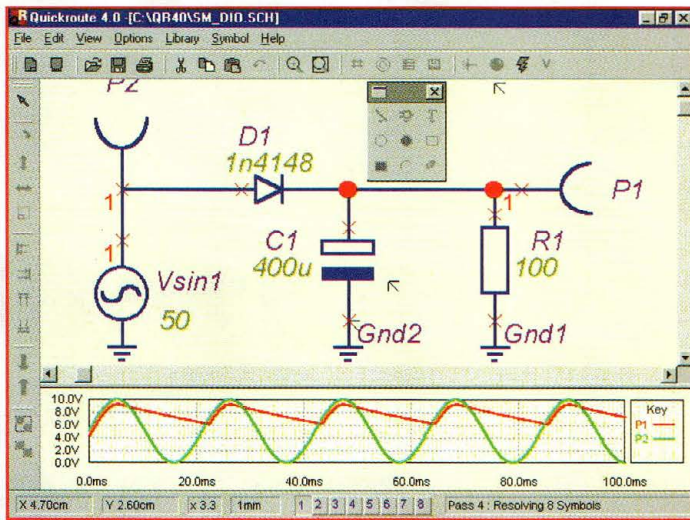 Quickroute 4.0 -[C:\QR40\SM_DIO.SCH]
File Edit View Options Library Symbol Help
P2
D1
1n4148
1
1
P1
1
C1
400u
R1
100
Vsin1
50
Gnd2
Gnd1
10.0V
8.0V
6.0V
4.0V
2.0V
0.0V
Key
P1
P2
0.0ms 20.0ms 40.0ms 60.0ms 80.0ms 100.0ms
X 4.70cm Y 2.60cm x 3.3 1mm 1 2 3 4 5 6 7 8 Pass 4 : Resolving 8 Symbols